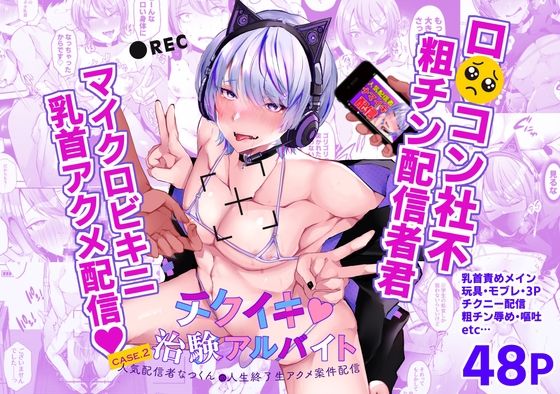 ●REC
ロ🥺コン社不
粗チン配信者君
マイクロビキニ
乳首アクメ配信♥
チクイキ♥
CASE.2 治験アルバイト
人気配信者なつくん●人生終了生アクメ案件配信
乳首責めメイン
玩具・モブレ・3P
チクニー配信
粗チン辱め・嘔吐
etc…
48P
見るな